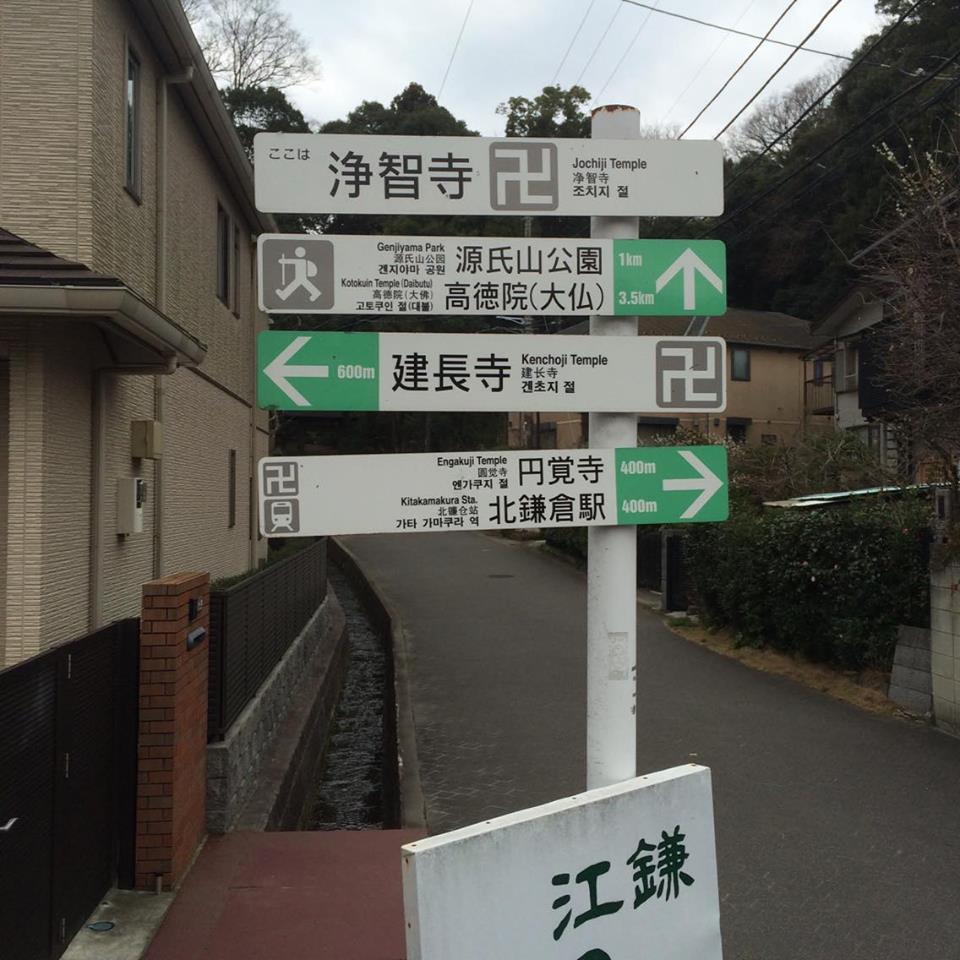 ここは
浄智寺 卍
Jochiji Temple
净智寺
조치지 절
Genjiyama Park
源氏山公园
겐지야마 공원
源氏山公園 1km
Kotokuin Temple (Daibutu)
高徳院(大佛)
고토쿠인 절(대불)
高徳院(大仏) 3.5km
600m 建長寺
Kenchoji Temple
建长寺
겐초지 절
卍
卍
Engakuji Temple
圆觉寺
엔가쿠지 절
円覚寺 400m
Kitakamakura Sta.
北镰仓站
가타 가마쿠라 역
北鎌倉駅 400m
江鎌